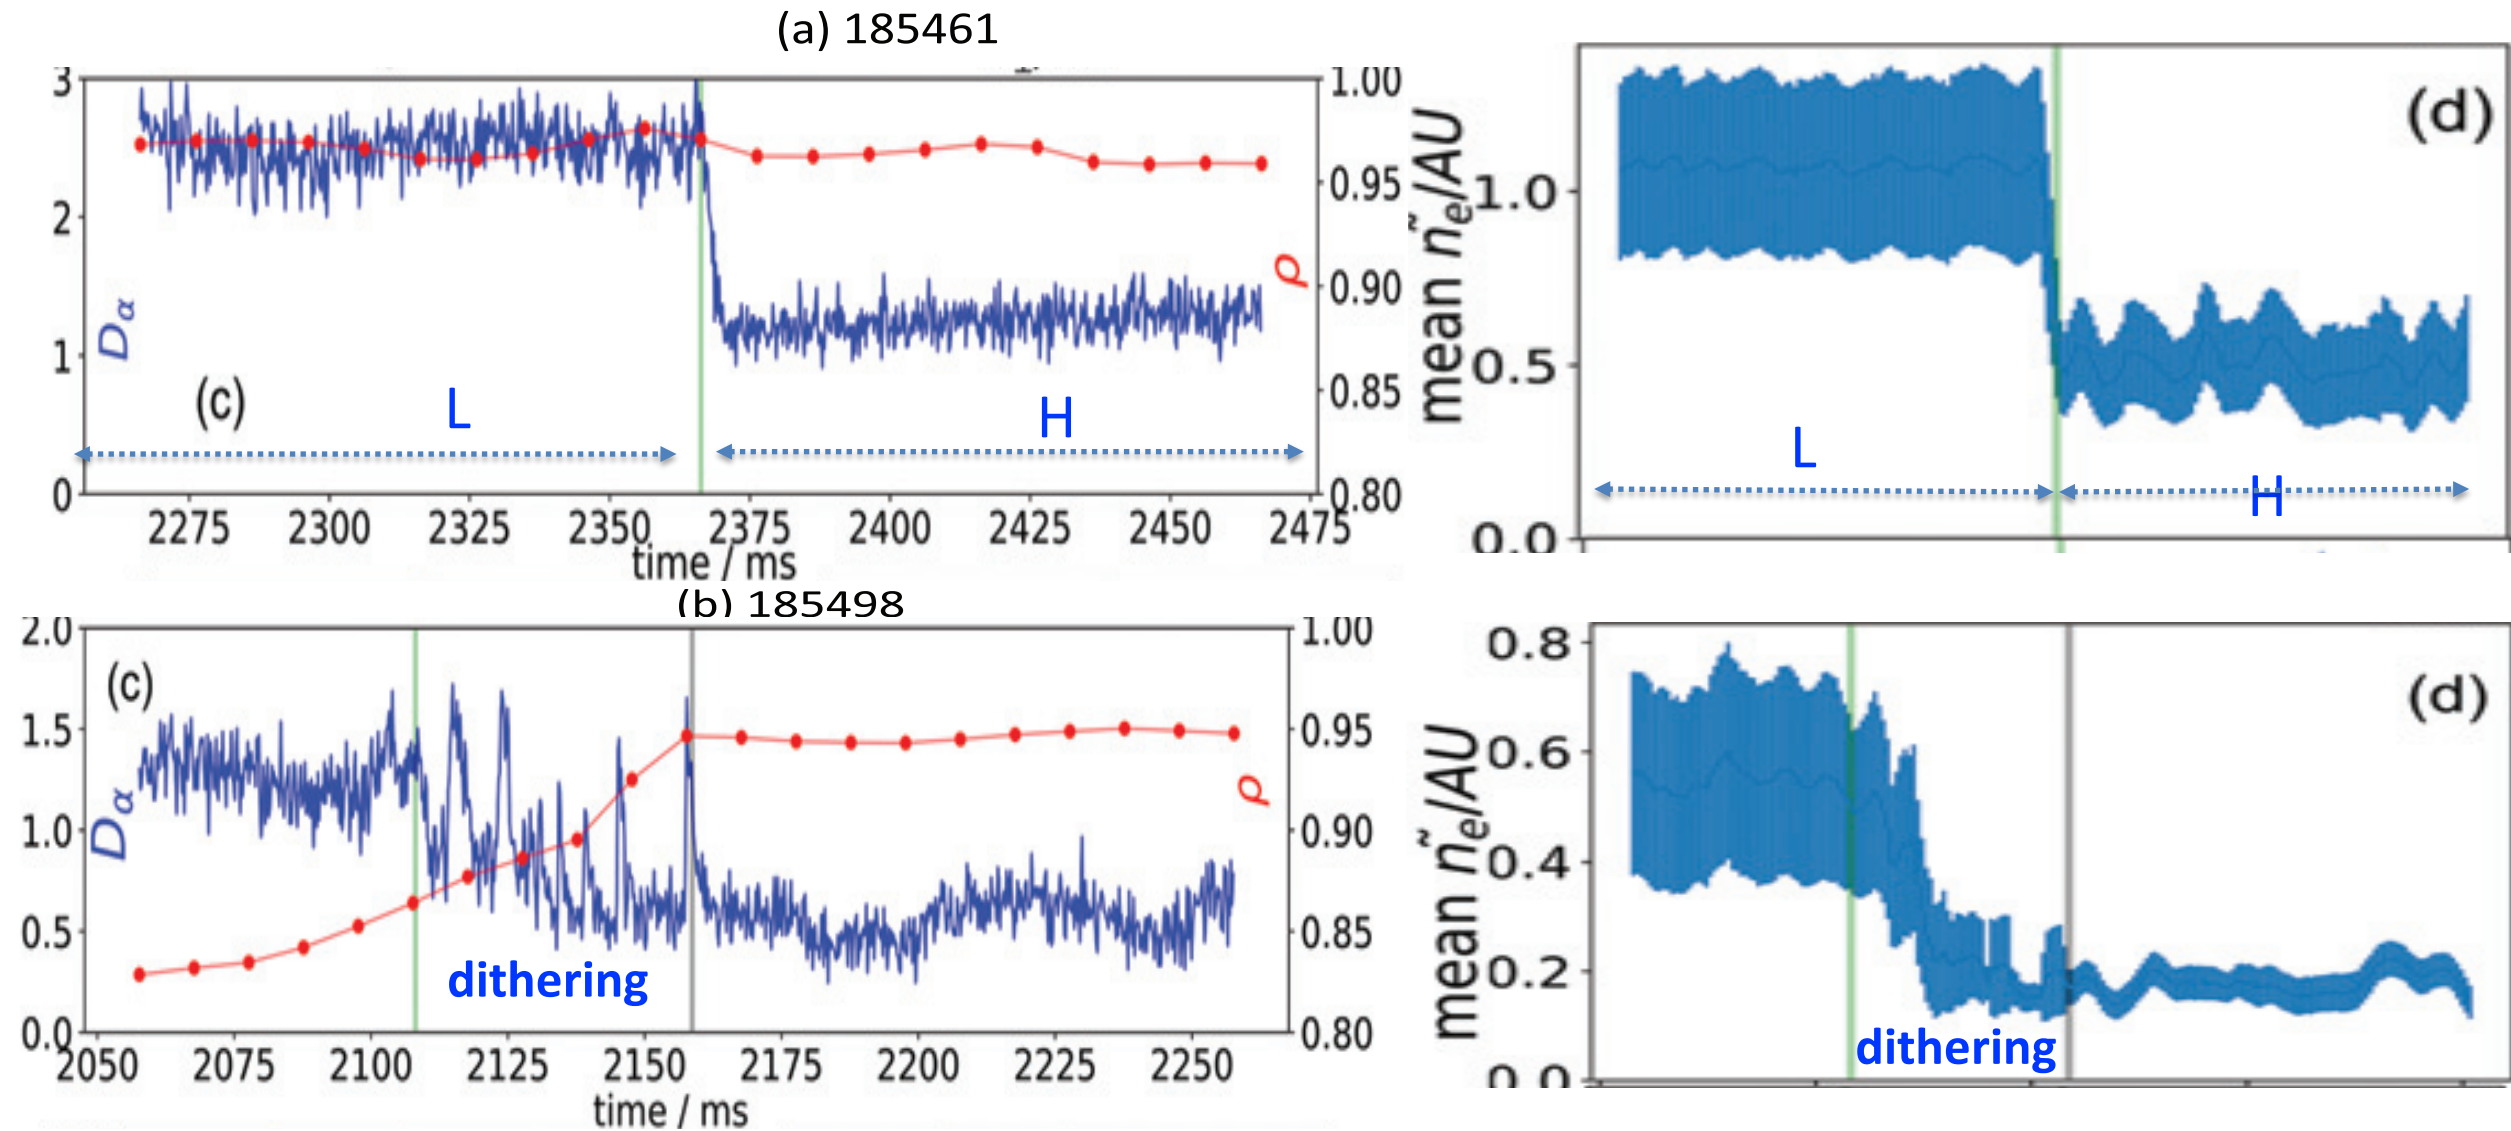 (a) 185461
3
2
1
0
1.00
0.95
0.90
0.85
0.80
Dα
ρ
(c)
L
H
2275 2300 2325 2350 2375 2400 2425 2450 2475
time / ms
mean ñe/AU
1.0
0.5
0.0
(d)
L
H
(b) 185498
2.0
1.5
1.0
0.5
0.0
1.00
0.95
0.90
0.85
0.80
Dα
ρ
(c)
dithering
2050 2075 2100 2125 2150 2175 2200 2225 2250
time / ms
mean ñe/AU
0.8
0.6
0.4
0.2
0.0
(d)
dithering